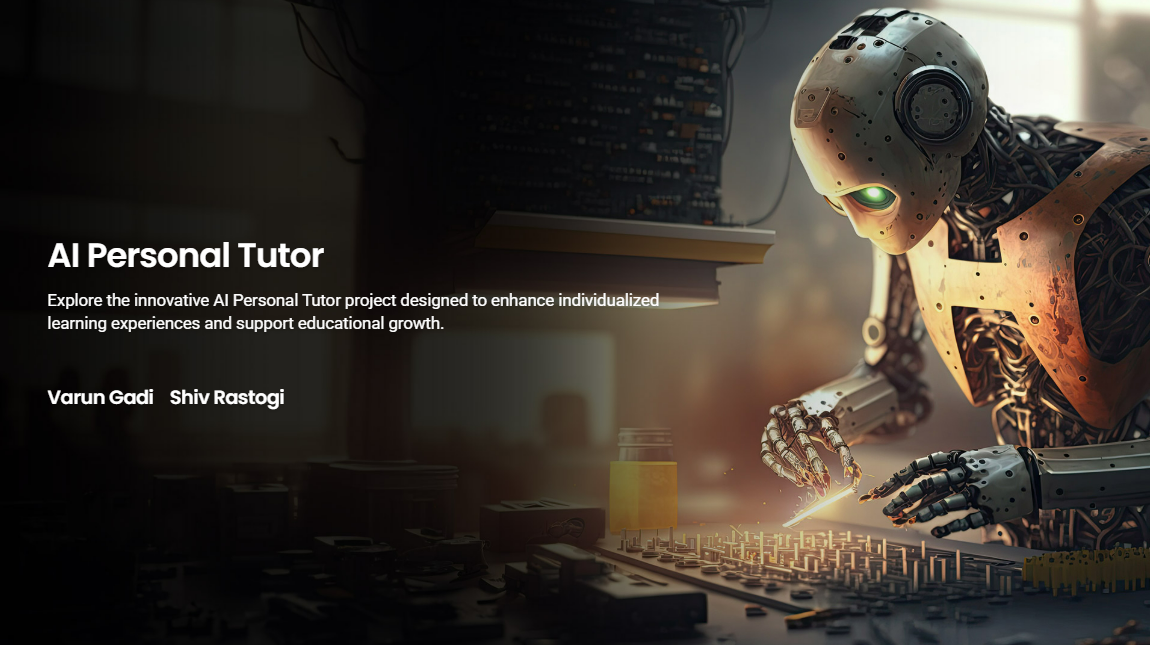 AI Personal Tutor
Explore the innovative AI Personal Tutor project designed to enhance individualized
learning experiences and support educational growth.
Varun Gadi Shiv Rastogi